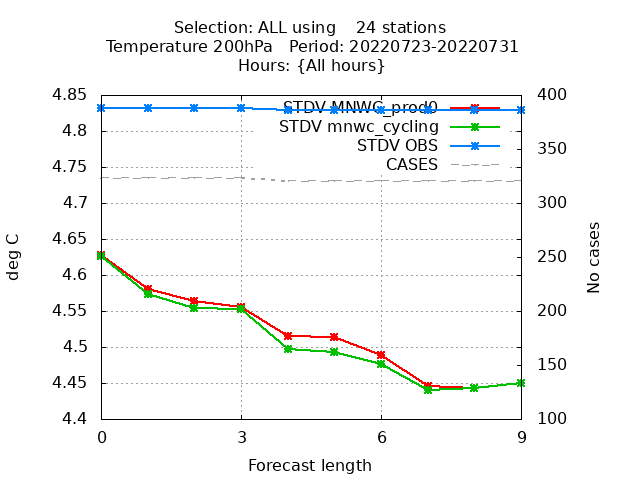 Selection: ALL using 24 stations
Temperature 200hPa Period: 20220723-20220731
Hours: {All hours}
4.85
4.8
4.75
4.7
4.65
4.6
4.55
4.5
4.45
4.4
deg C
STDV MNWC_prod0
STDV mnwc_cycling
STDV OBS
CASES
400
350
300
250
200
150
100
No cases
0 3 6 9
Forecast length